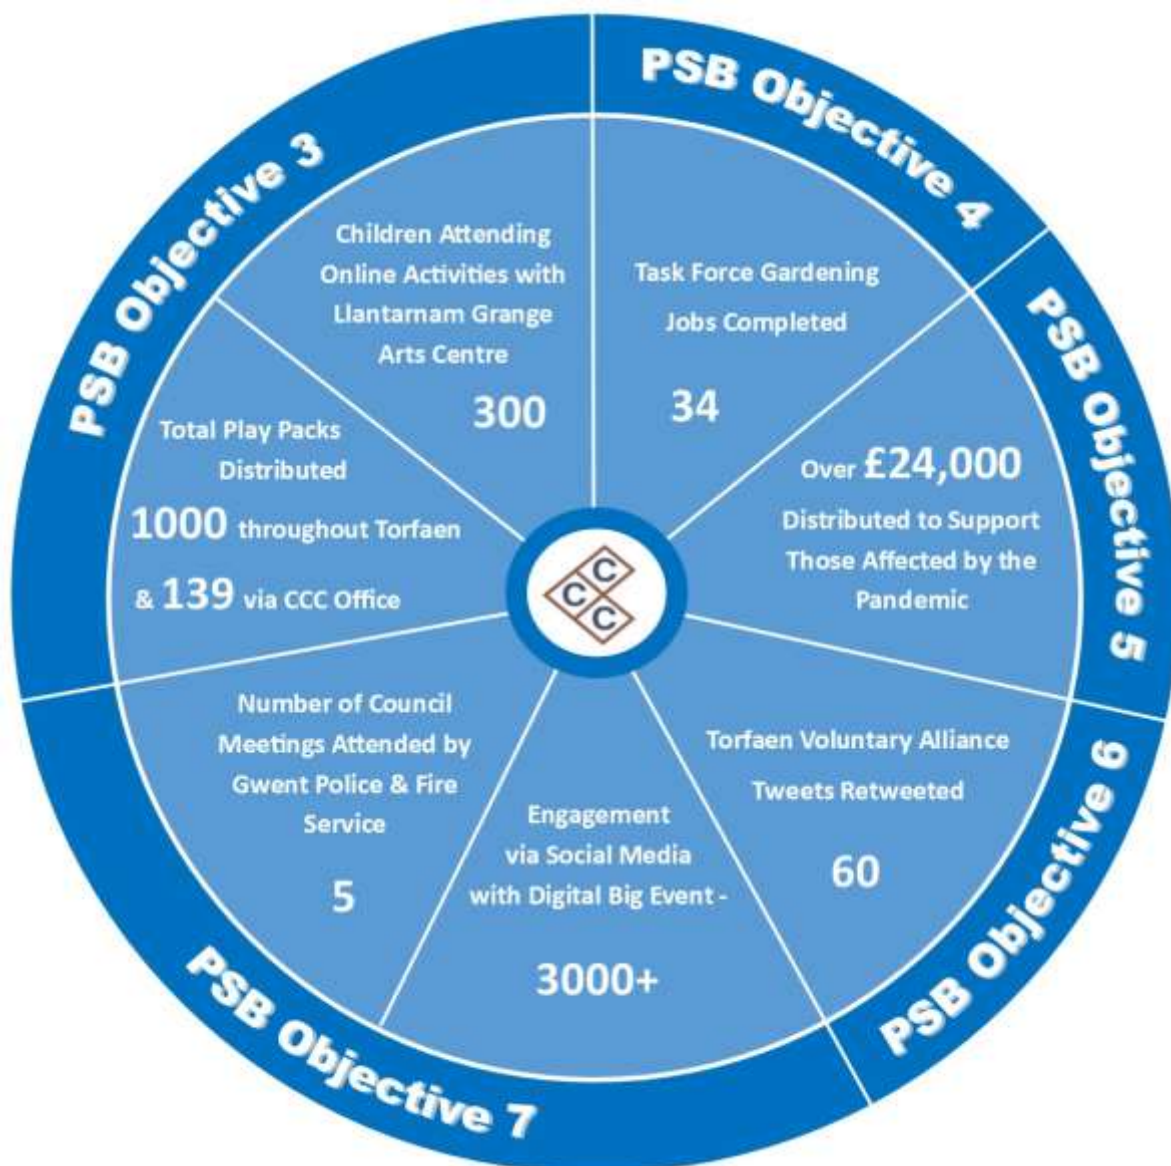 PSB Objective 3
PSB Objective 4
PSB Objective 5
PSB Objective 9
PSB Objective 7
Children Attending
Online Activities with
Llantarnam Grange
Arts Centre
300
Task Force Gardening
Jobs Completed
34
Over £24,000
Distributed to Support
Those Affected by the
Pandemic
Torfaen Voluntary Alliance
Tweets Retweeted
60
Engagement
via Social Media
with Digital Big Event -
3000+
Number of Council
Meetings Attended by
Gwent Police & Fire
Service
5
Total Play Packs
Distributed
1000 throughout Torfaen
& 139 via CCC Office
C
C
C